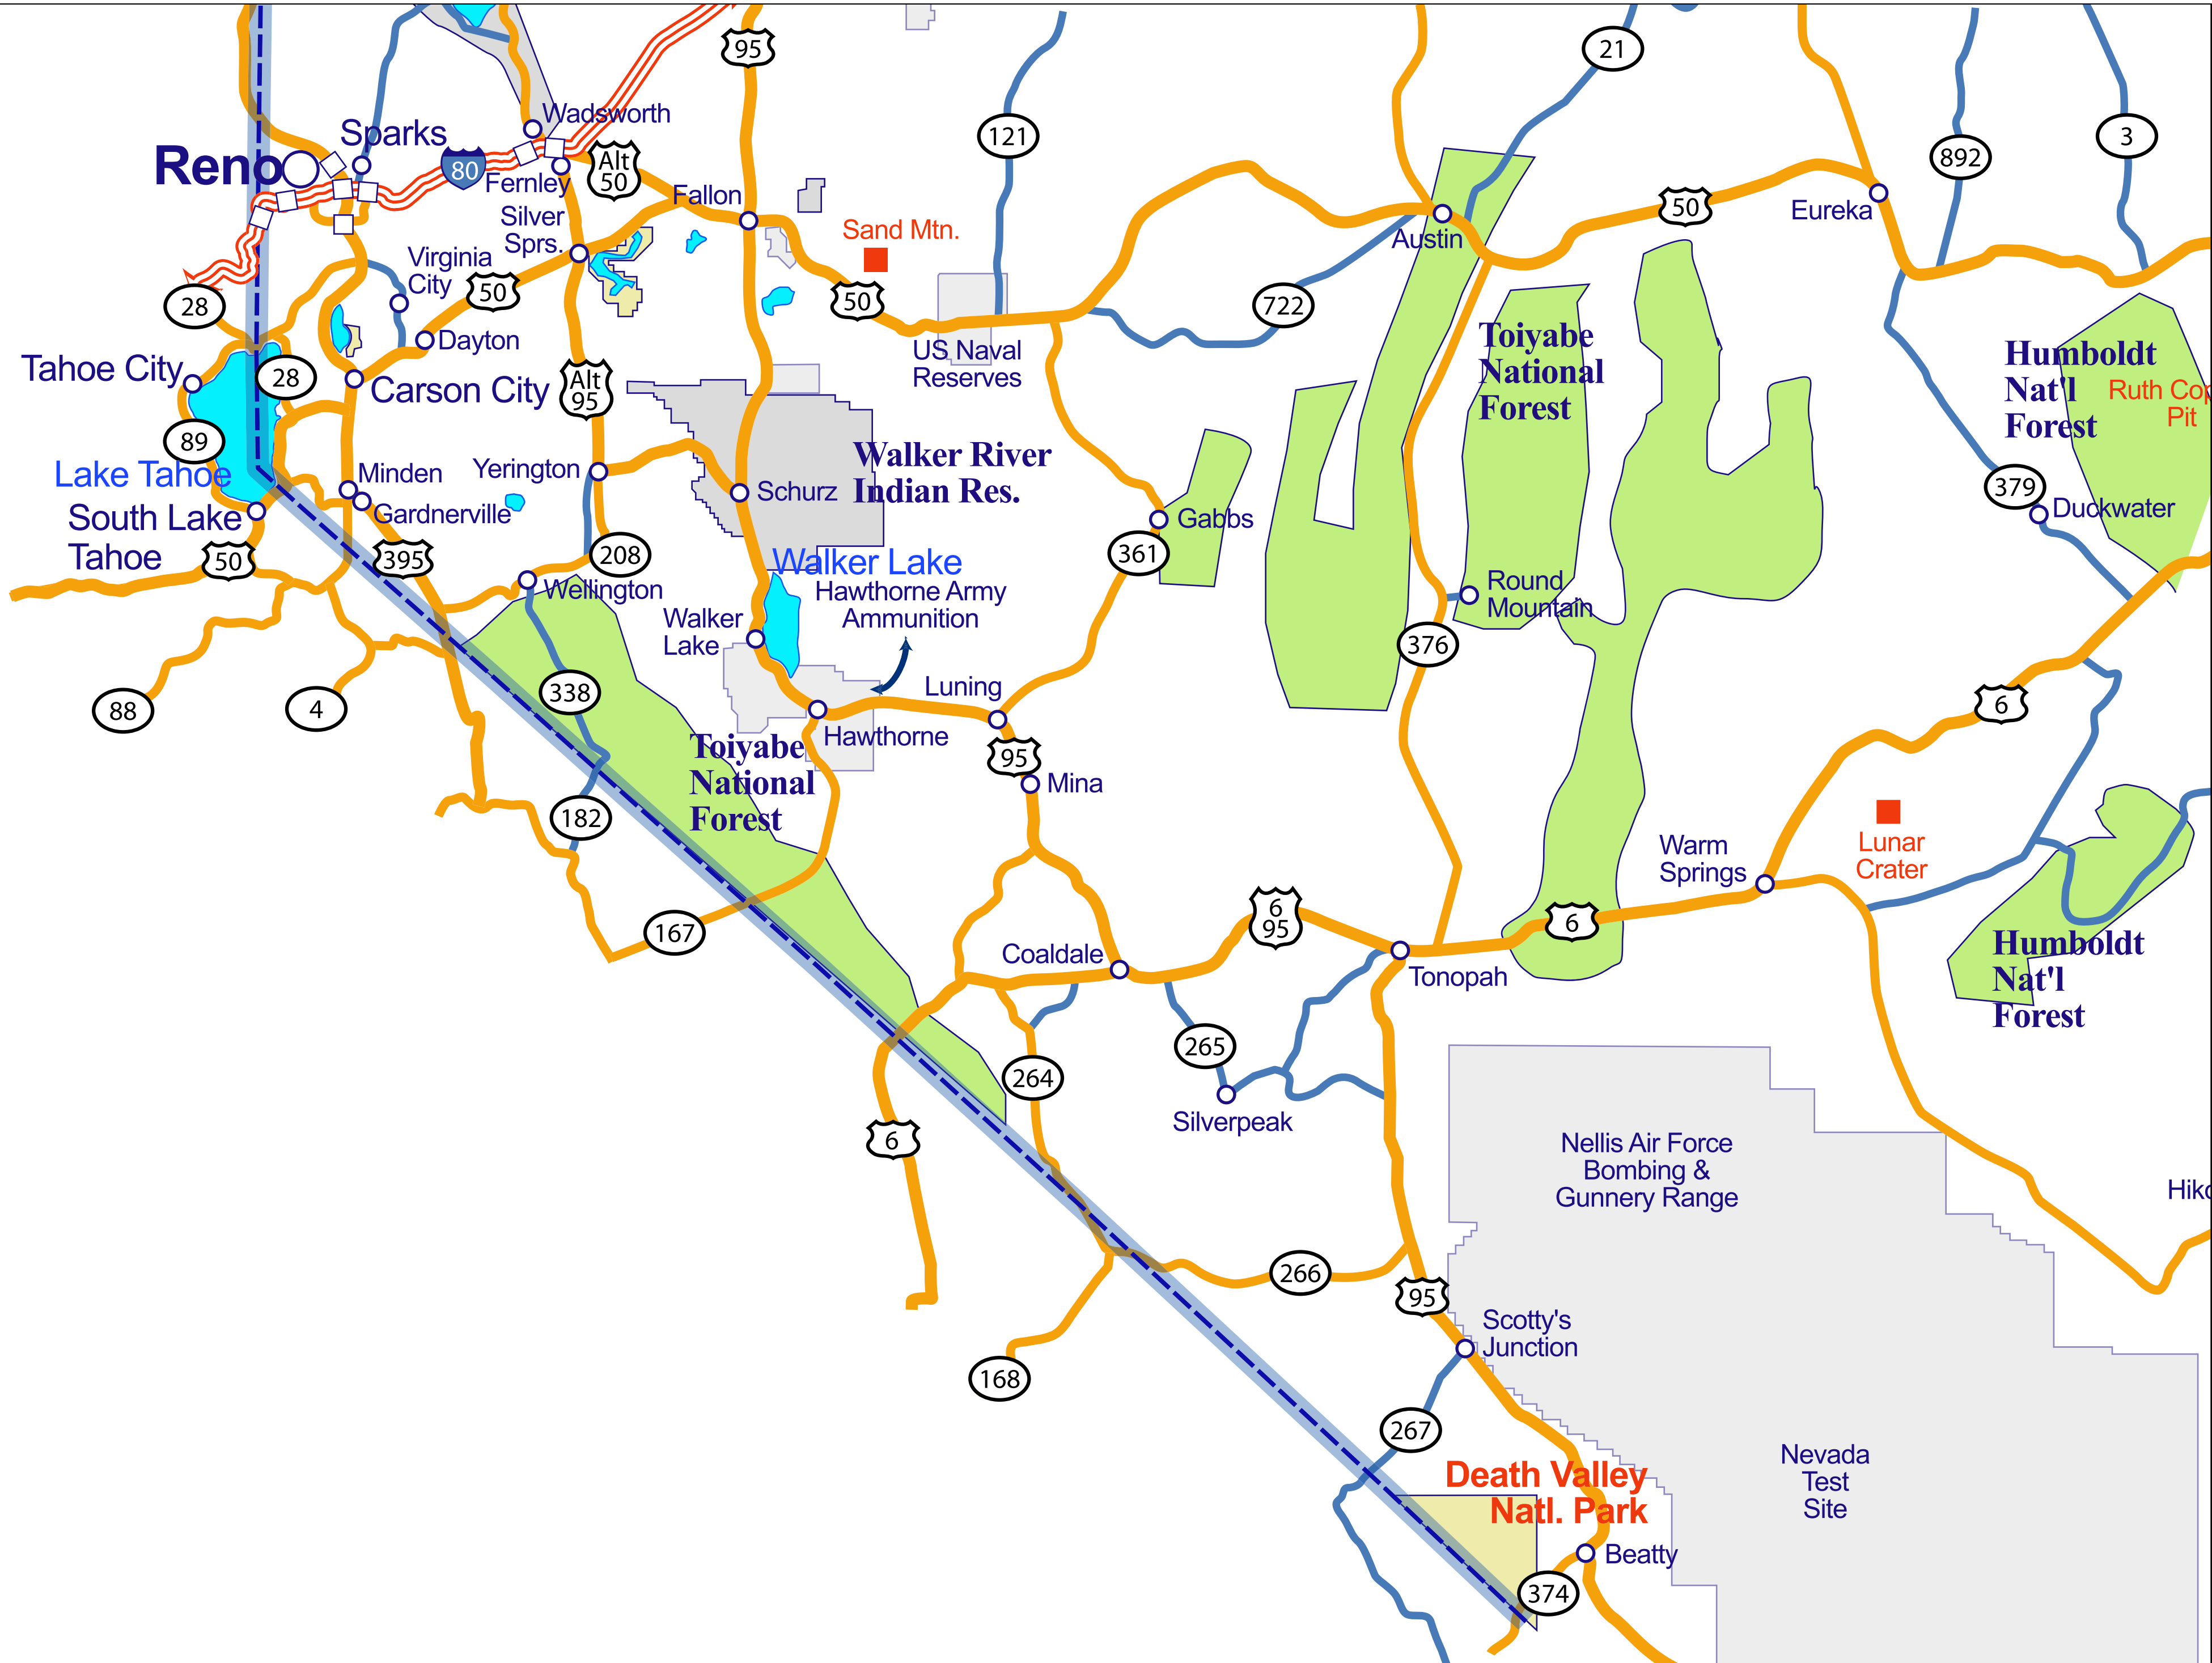 95
21
121
3
892
Wadsworth
Sparks
Reno
80
Fernley
Alt
50
Fallon
Silver
Sprs.
Sand Mtn.
50
Eureka
Austin
Virginia
City
50
28
50
722
Dayton
US Naval
Reserves
Toiyabe
National
Forest
Humboldt
Nat'l
Forest
Ruth Cop
Pit
Tahoe City
28
Carson City
Alt
95
89
Lake Tahoe
Minden
Gardnerville
Yerington
Schurz
Walker River
Indian Res.
Gabbs
379
Duckwater
South Lake
Tahoe
50
395
208
361
Walker Lake
Hawthorne Army
Ammunition
Wellington
Walker
Lake
Round
Mountain
376
88
4
338
Luning
6
Hawthorne
Toiyabe
National
Forest
95
Mina
182
Lunar
Crater
Warm
Springs
167
6
95
6
Coaldale
Tonopah
Humboldt
Nat'l
Forest
265
264
Silverpeak
6
Nellis Air Force
Bombing &
Gunnery Range
Hiko
266
95
Scotty's
Junction
168
267
Death Valley
Natl. Park
Nevada
Test
Site
Beatty
374